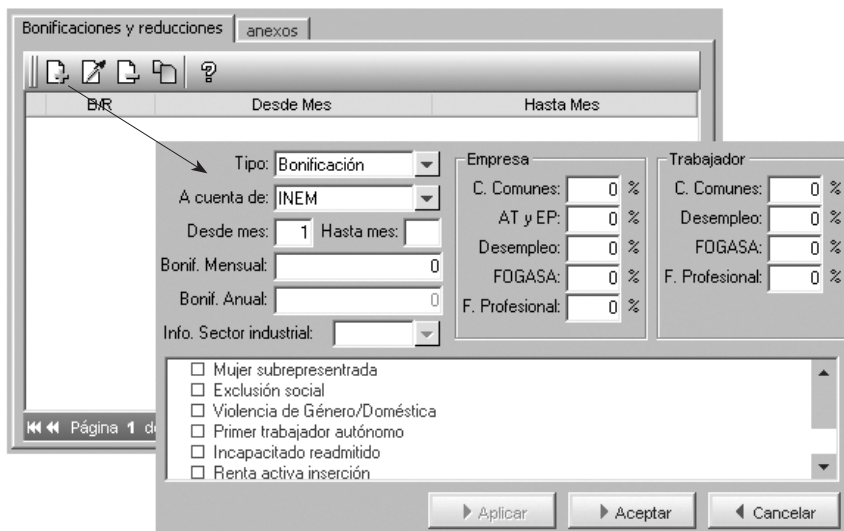 Bonificaciones y reducciones anexos
B/R Desde Mes Hasta Mes
Tipo: Bonificación
A cuenta de: INEM
Desde mes: 1 Hasta mes:
Bonif. Mensual: 0
Bonif. Anual: 0
Info. Sector industrial:
Empresa
C. Comunes: 0 %
AT y EP: 0 %
Desempleo: 0 %
FOGASA: 0 %
F. Profesional: 0 %
Trabajador
C. Comunes: 0 %
Desempleo: 0 %
FOGASA: 0 %
F. Profesional: 0 %
Mujer subrepresentrada
Exclusión social
Violencia de Género/Doméstica
Primer trabajador autónomo
Incapacitado readmitido
Renta activa inserción
Página 1
Aplicar Aceptar Cancelar